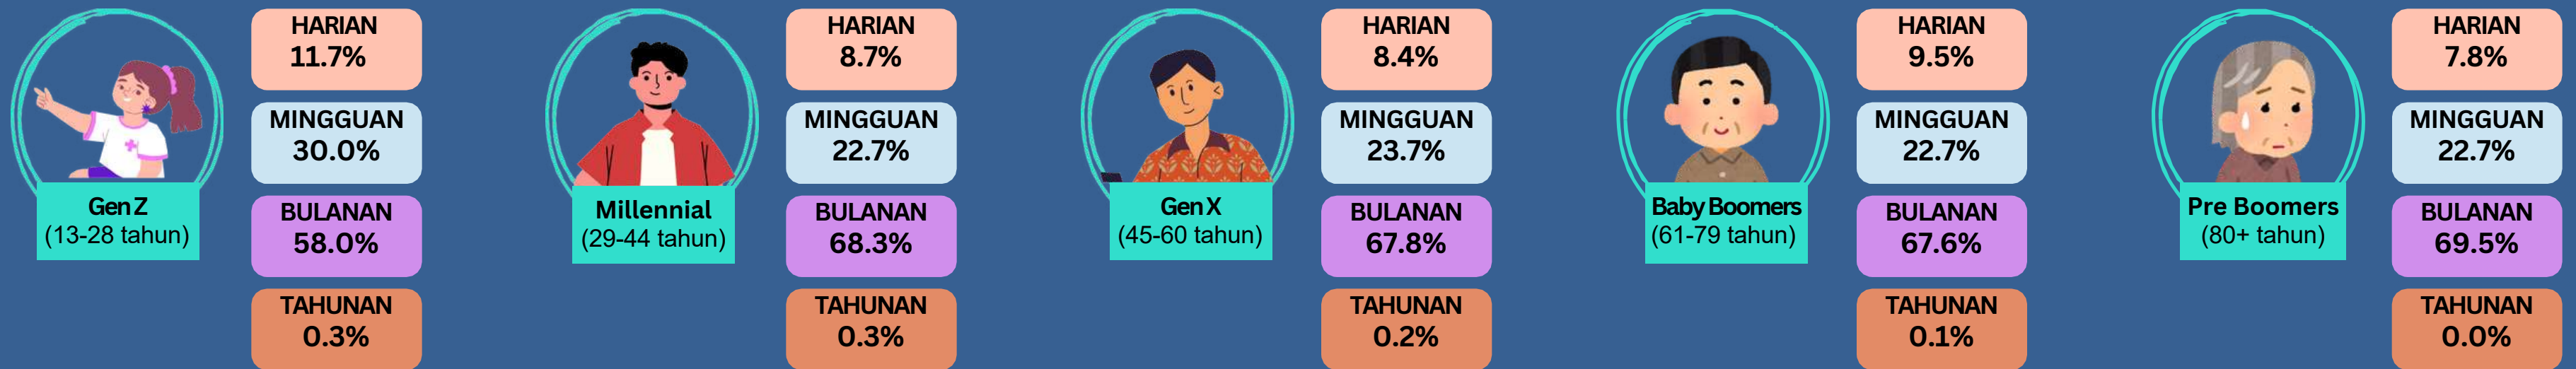 Gen Z
(13-28 tahun)
HARIAN
11.7%
MINGGUAN
30.0%
BULANAN
58.0%
TAHUNAN
0.3%
Millennial
(29-44 tahun)
HARIAN
8.7%
MINGGUAN
22.7%
BULANAN
68.3%
TAHUNAN
0.3%
Gen X
(45-60 tahun)
HARIAN
8.4%
MINGGUAN
23.7%
BULANAN
67.8%
TAHUNAN
0.2%
Baby Boomers
(61-79 tahun)
HARIAN
9.5%
MINGGUAN
22.7%
BULANAN
67.6%
TAHUNAN
0.1%
Pre Boomers
(80+ tahun)
HARIAN
7.8%
MINGGUAN
22.7%
BULANAN
69.5%
TAHUNAN
0.0%